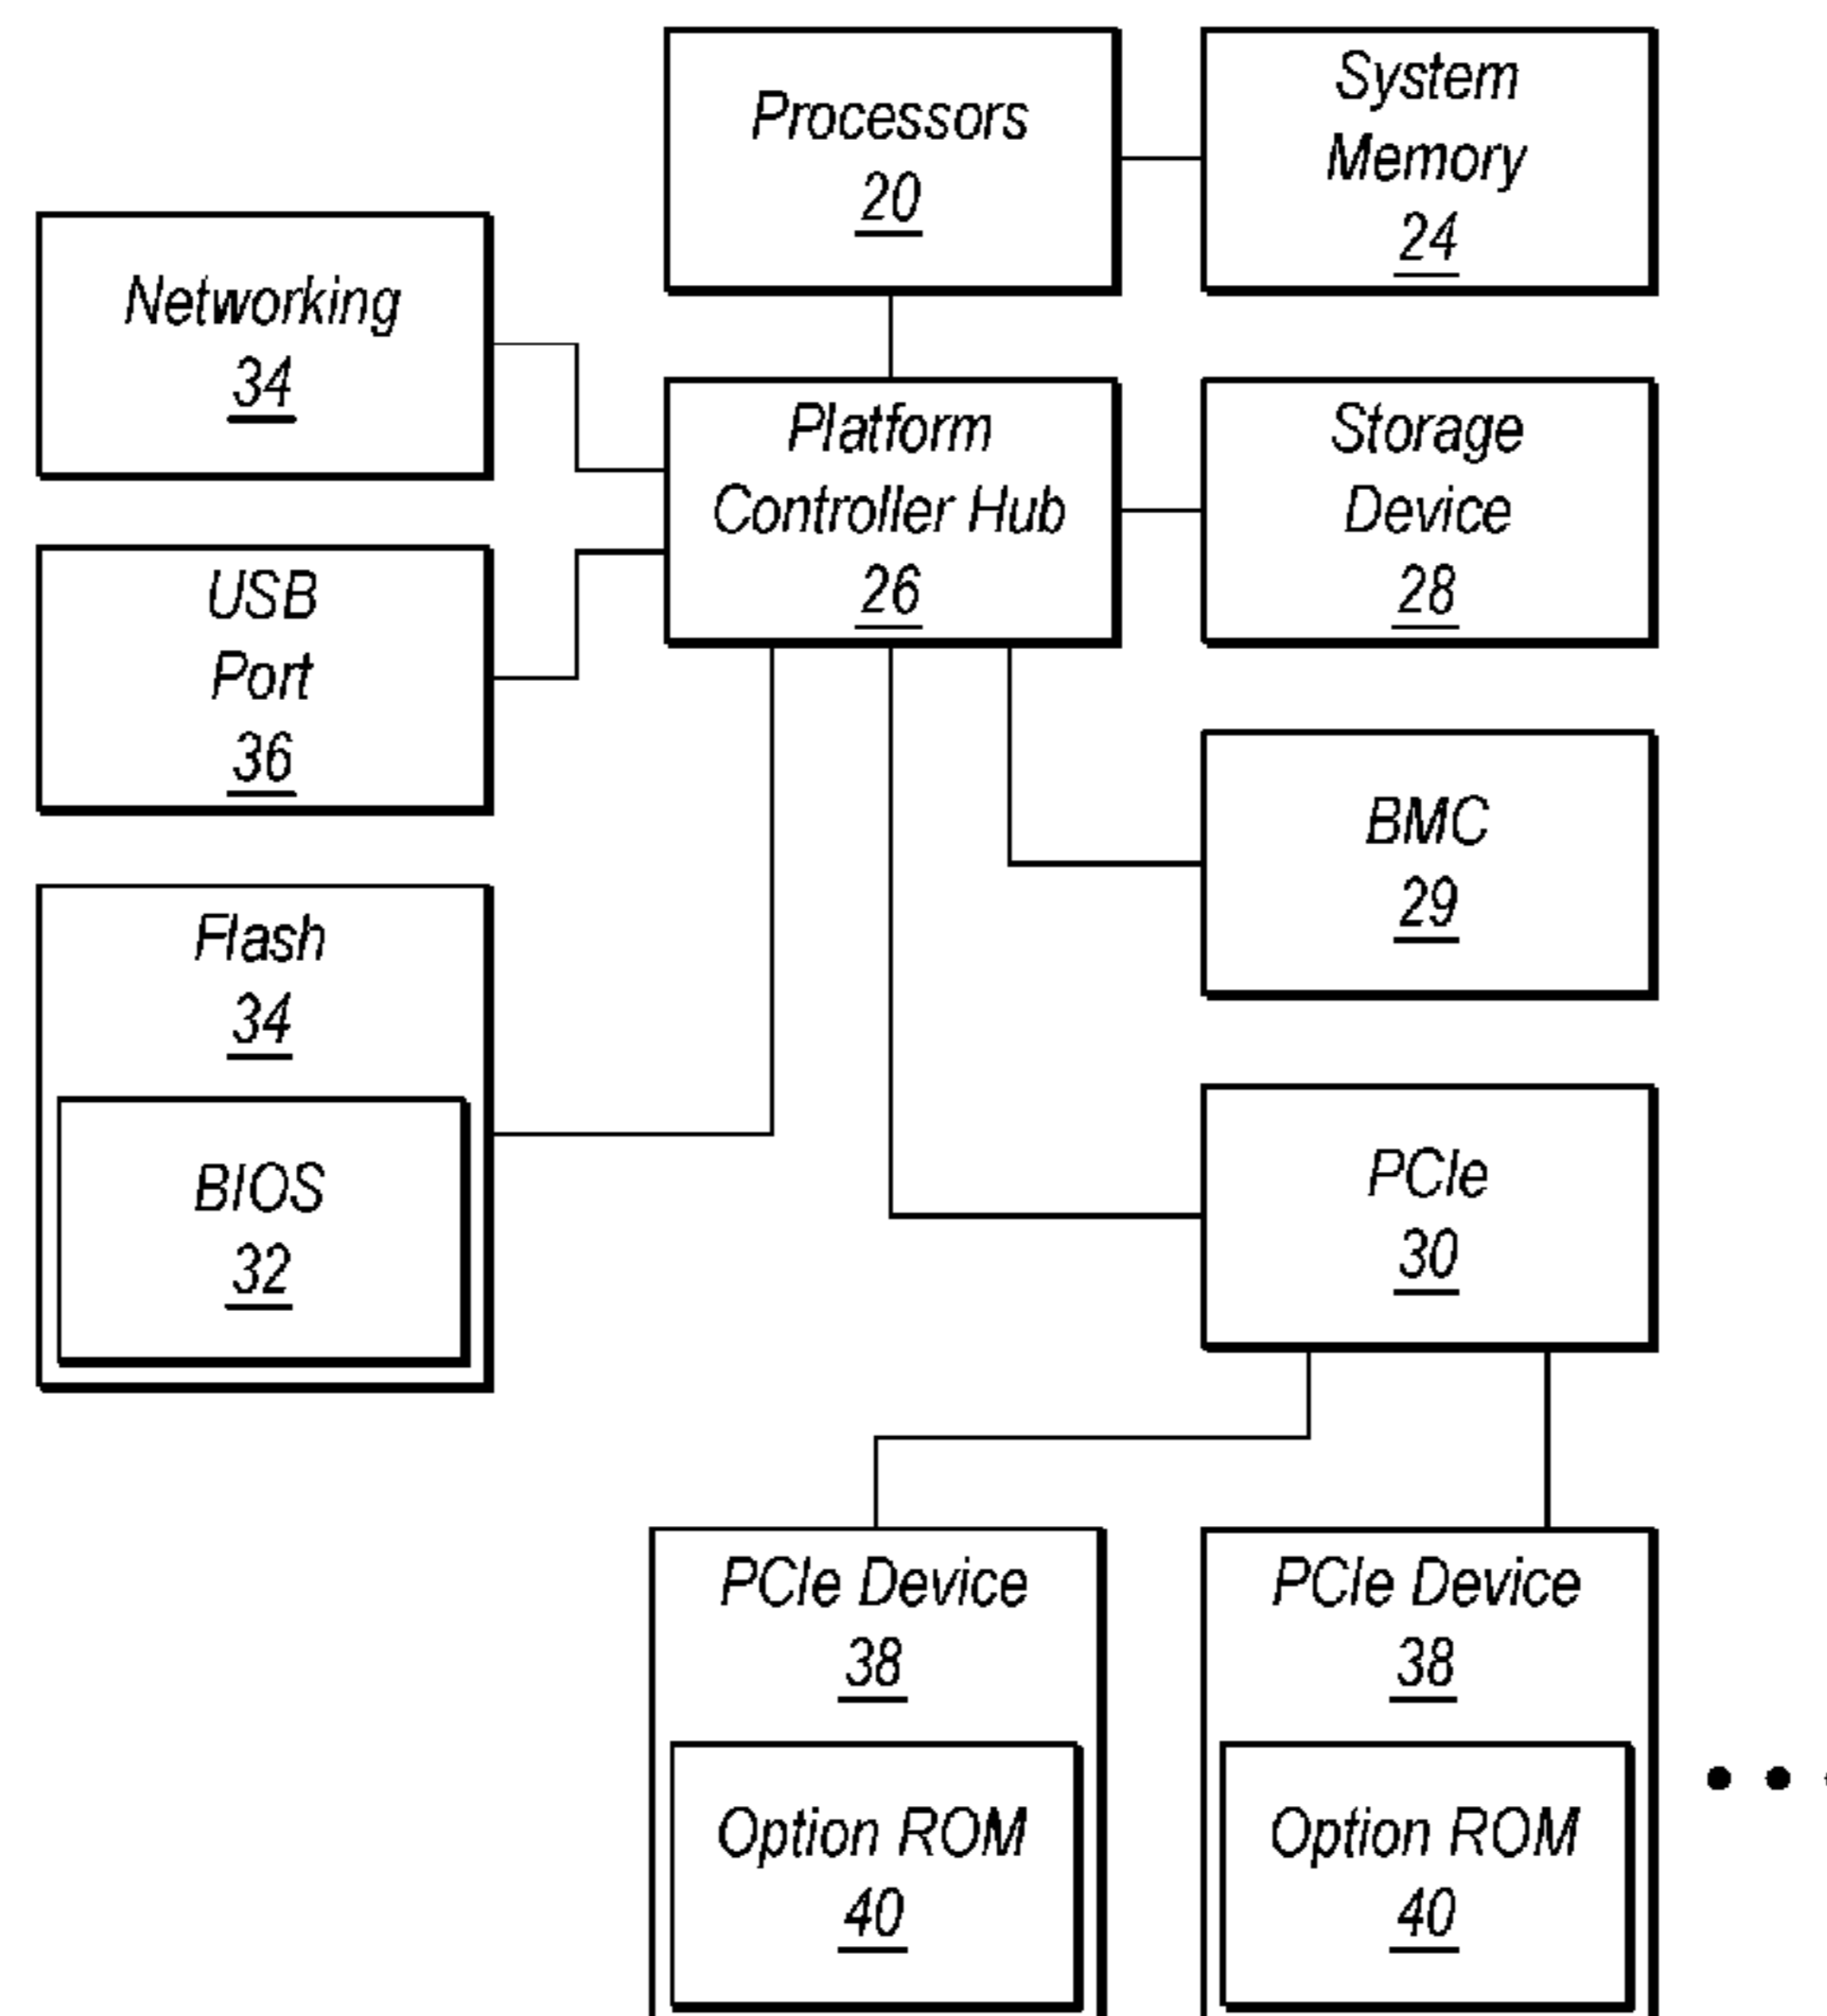 Processors
20
System
Memory
24
Networking
34
Platform
Controller Hub
26
Storage
Device
28
USB
Port
36
BMC
29
Flash
34
BIOS
32
PCIe
30
PCIe Device
38
Option ROM
40
PCIe Device
38
Option ROM
40